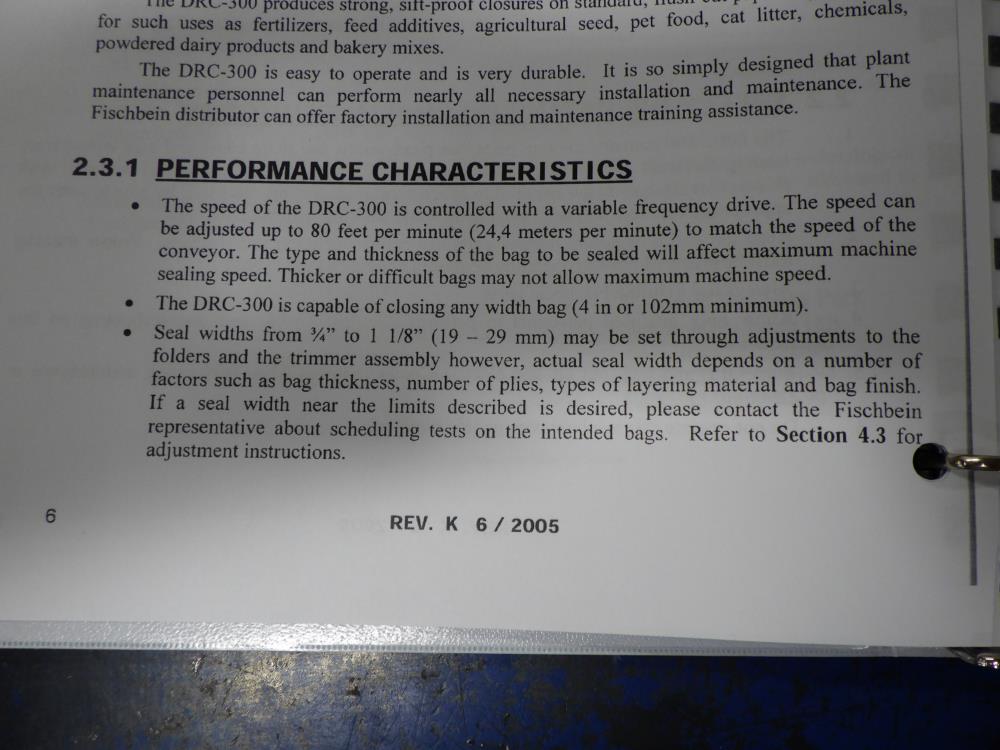 The DRC-300 produces strong, sift-proof closures on standard,
for such uses as fertilizers, feed additives, agricultural seed, pet food, cat litter, chemicals,
powdered dairy products and bakery mixes.
The DRC-300 is easy to operate and is very durable. It is so simply designed that plant
maintenance personnel can perform nearly all necessary installation and maintenance. The
Fischbein distributor can offer factory installation and maintenance training assistance.
2.3.1 PERFORMANCE CHARACTERISTICS
• The speed of the DRC-300 is controlled with a variable frequency drive. The speed can
be adjusted up to 80 feet per minute (24,4 meters per minute) to match the speed of the
conveyor. The type and thickness of the bag to be sealed will affect maximum machine
sealing speed. Thicker or difficult bags may not allow maximum machine speed.
• The DRC-300 is capable of closing any width bag (4 in or 102mm minimum).
• Seal widths from ¾” to 1 1/8” (19 – 29 mm) may be set through adjustments to the
folders and the trimmer assembly however, actual seal width depends on a number of
factors such as bag thickness, number of plies, types of layering material and bag finish.
If a seal width near the limits described is desired, please contact the Fischbein
representative about scheduling tests on the intended bags. Refer to Section 4.3 for
adjustment instructions.
6
REV. K 6 / 2005